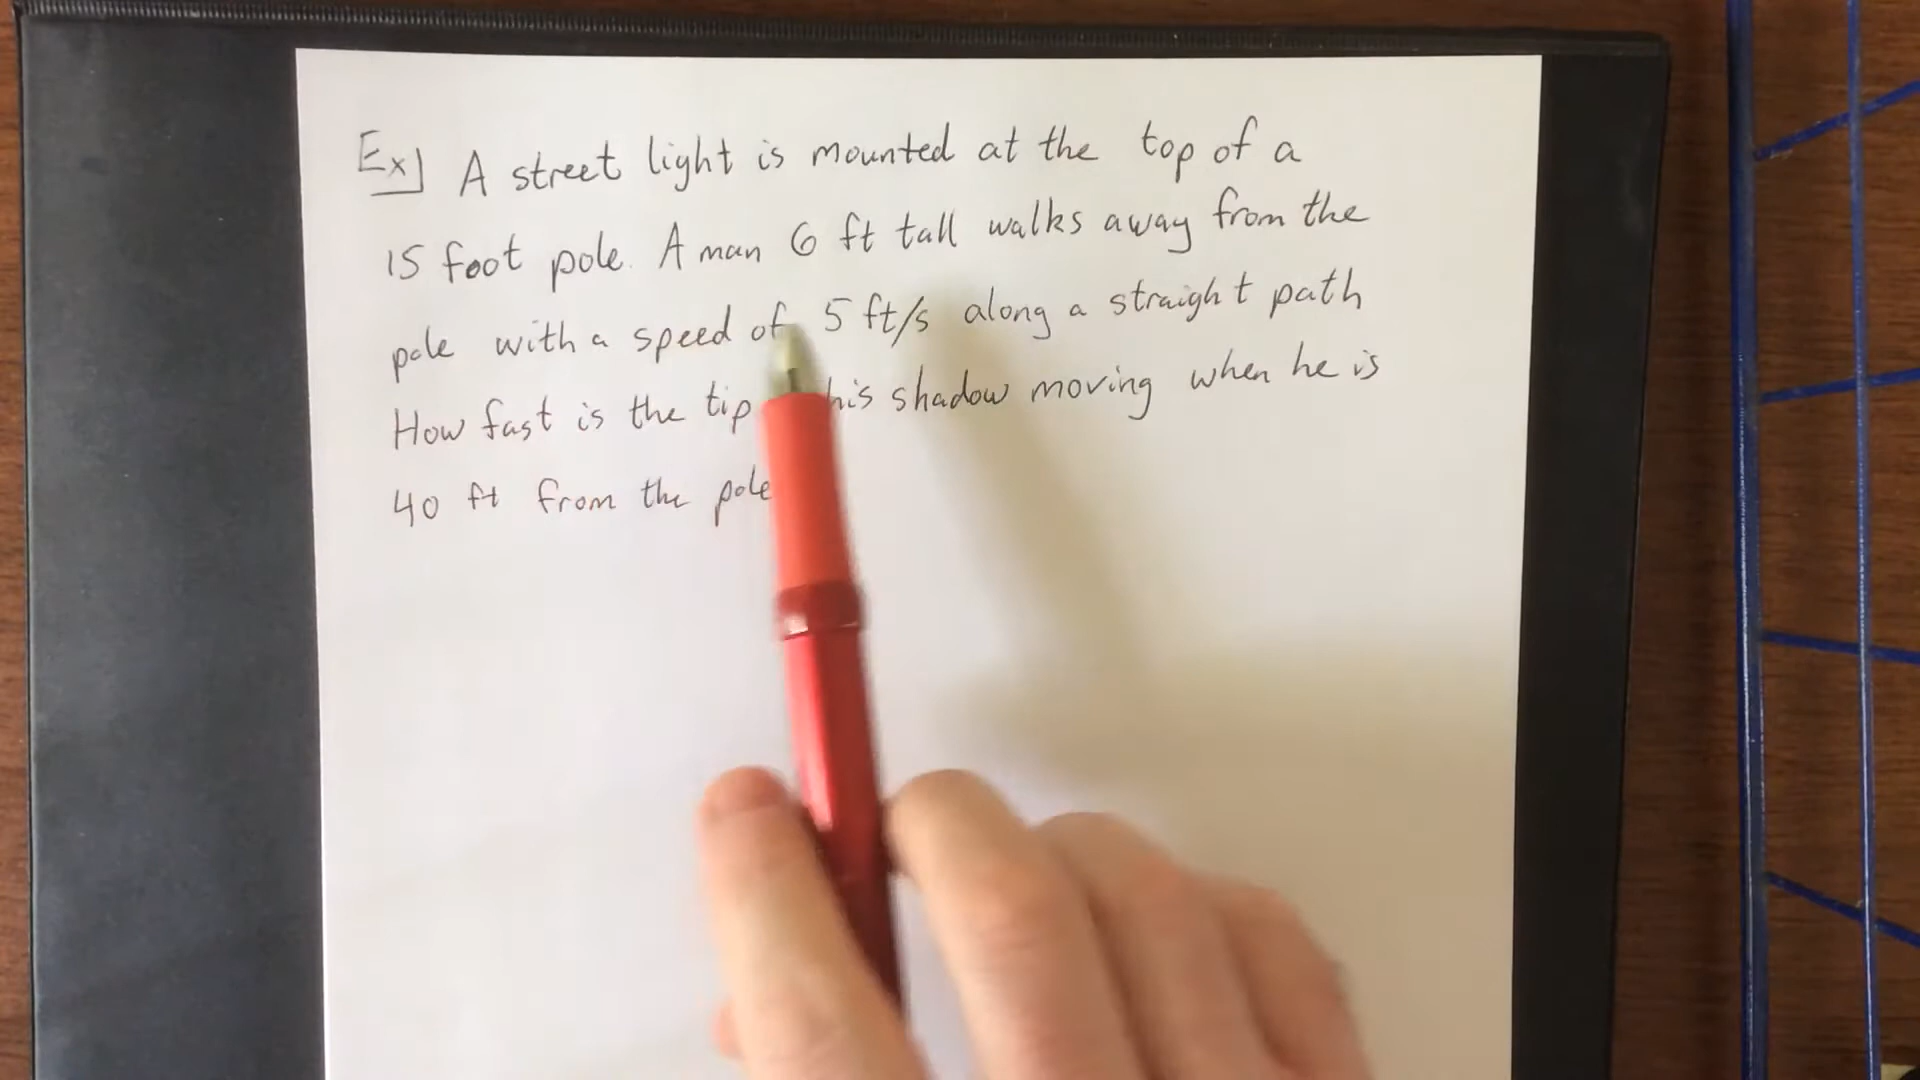 Ex] A street light is mounted at the top of a
15 foot pole. A man 6 ft tall walks away from the
pole with a speed of 5 ft/s along a straight path
How fast is the tip his shadow moving when he is
40 ft from the pole